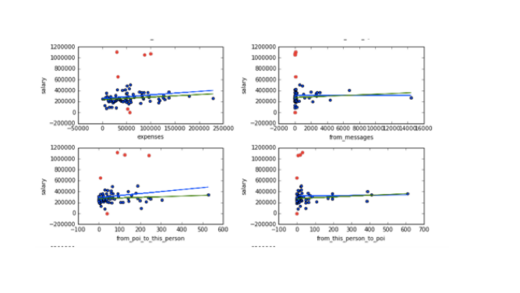 1200000 1200000
1000000 1000000
800000 800000
600000 600000
400000 400000
200000 200000
0 0
−200000 −200000
salary salary
−50000 0 50000 100000 150000 200000 250000
−2000 0 2000 4000 6000 8000 10000 12000 14000 16000
expenses from_messages
1200000 1200000
1000000 1000000
800000 800000
600000 600000
400000 400000
200000 200000
0 0
−200000 −200000
salary salary
−100 0 100 200 300 400 500 600
−100 0 100 200 300 400 500 600 700
from_poi_to_this_person from_this_person_to_poi